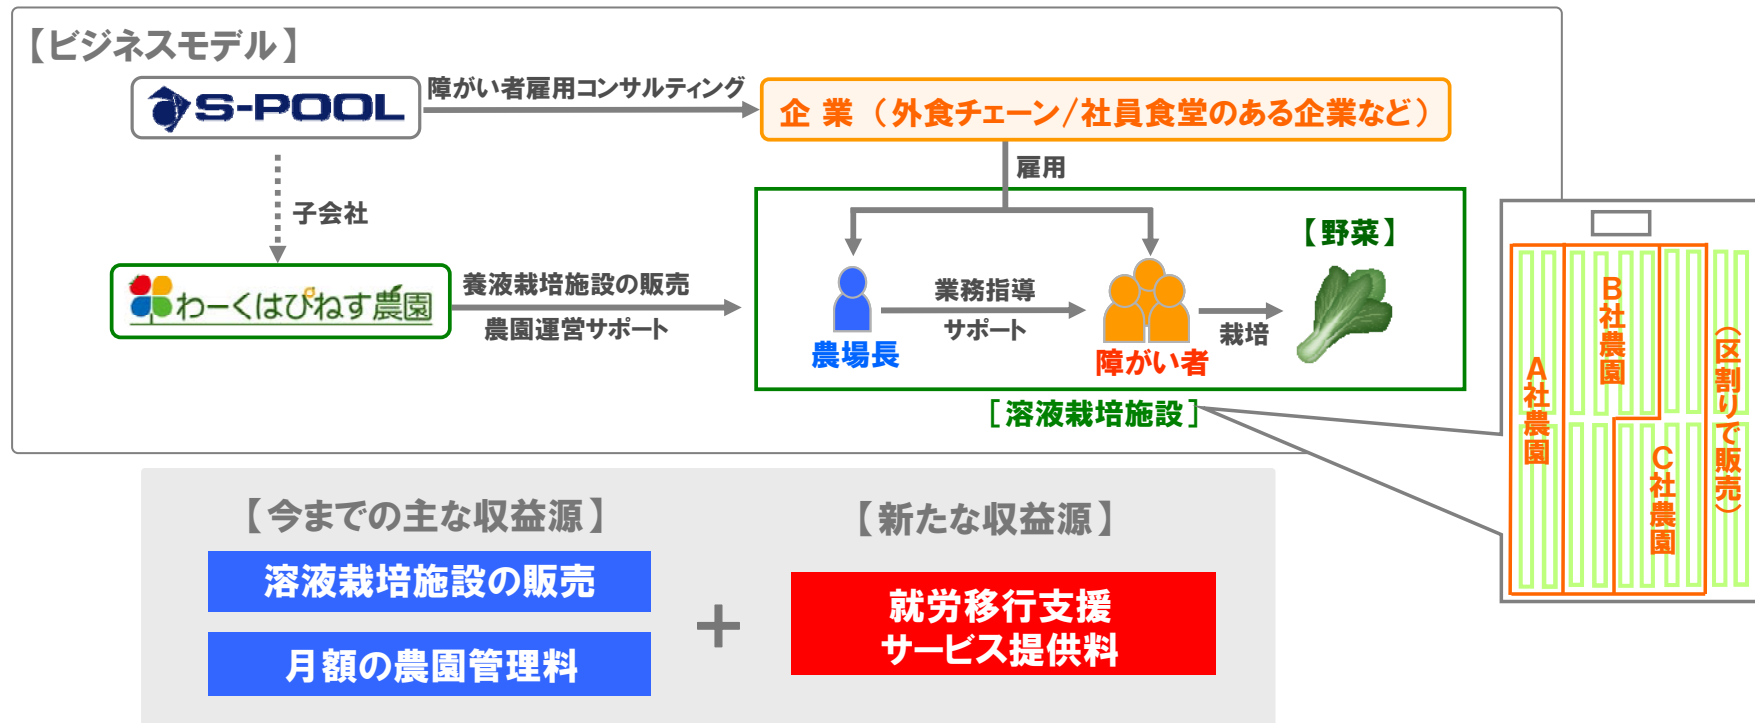 【ビジネスモデル】
S-POOL
障がい者雇用コンサルティング
企 業 （外食チェーン/社員食堂のある企業など）
雇用
子会社
わーくはぴねす農園
養液栽培施設の販売
農園運営サポート
農場長
業務指導
サポート
障がい者
栽培
【野菜】
［溶液栽培施設］
A社農園
B社農園
C社農園
（区割りで販売）
【今までの主な収益源】
溶液栽培施設の販売
月額の農園管理料
＋
【新たな収益源】
就労移行支援
サービス提供料